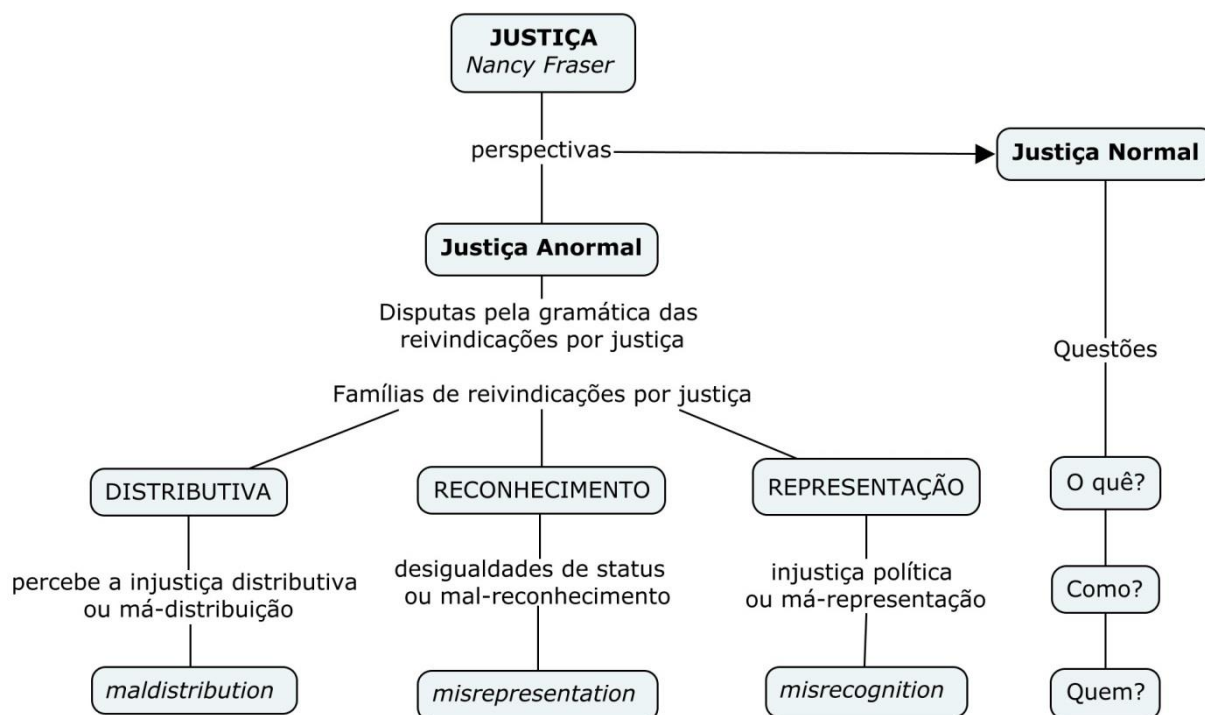 JUSTIÇA
Nancy Fraser
perspectivas
Justiça Normal
Justiça Anormal
Disputas pela gramática das
reivindicações por justiça
Questões
Famílias de reivindicações por justiça
DISTRIBUTIVA
RECONHECIMENTO
REPRESENTAÇÃO
O quê?
percebe a injustiça distributiva
ou má-distribuição
desigualdades de status
ou mal-reconhecimento
injustiça política
ou má-representação
Como?
maldistribution
misrepresentation
misrecognition
Quem?